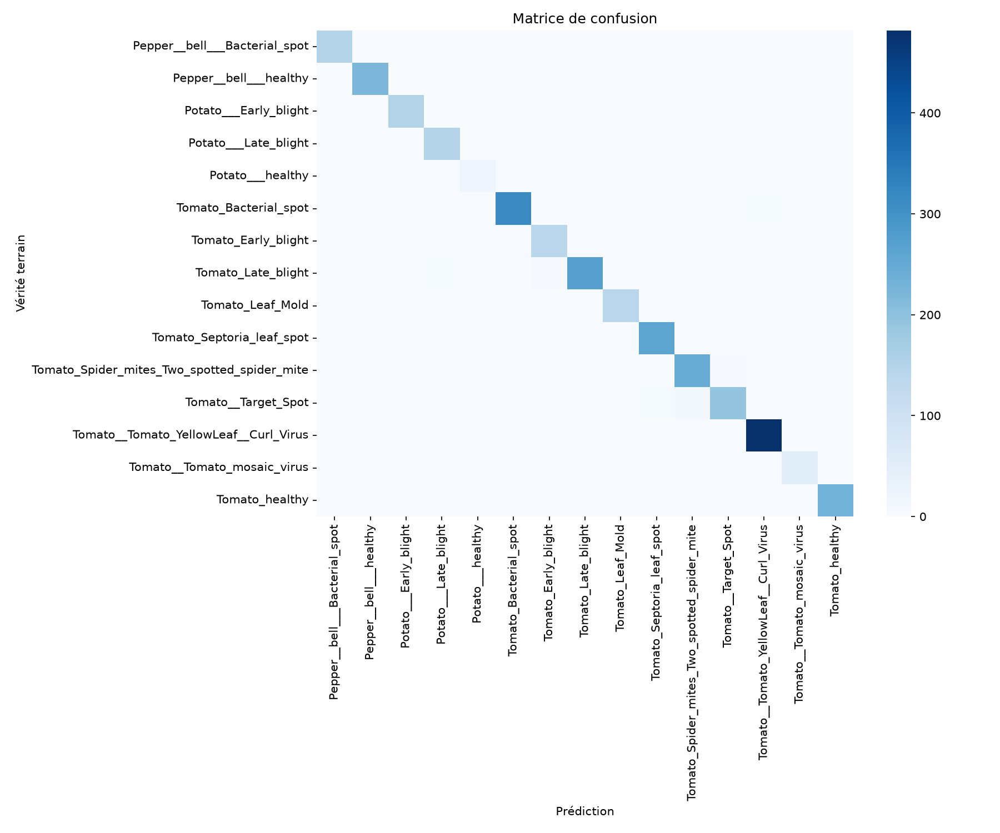 Matrice de confusion
Vérité terrain
Pepper__bell___Bacterial_spot
Pepper__bell___healthy
Potato___Early_blight
Potato___Late_blight
Potato___healthy
Tomato_Bacterial_spot
Tomato_Early_blight
Tomato_Late_blight
Tomato_Leaf_Mold
Tomato_Septoria_leaf_spot
Tomato_Spider_mites_Two_spotted_spider_mite
Tomato__Target_Spot
Tomato__Tomato_YellowLeaf__Curl_Virus
Tomato__Tomato_mosaic_virus
Tomato_healthy
Pepper__bell___Bacterial_spot
Pepper__bell___healthy
Potato___Early_blight
Potato___Late_blight
Potato___healthy
Tomato_Bacterial_spot
Tomato_Early_blight
Tomato_Late_blight
Tomato_Leaf_Mold
Tomato_Septoria_leaf_spot
Tomato_Spider_mites_Two_spotted_spider_mite
Tomato__Target_Spot
Tomato__Tomato_YellowLeaf__Curl_Virus
Tomato__Tomato_mosaic_virus
Tomato_healthy
Prédiction
400
300
200
100
0